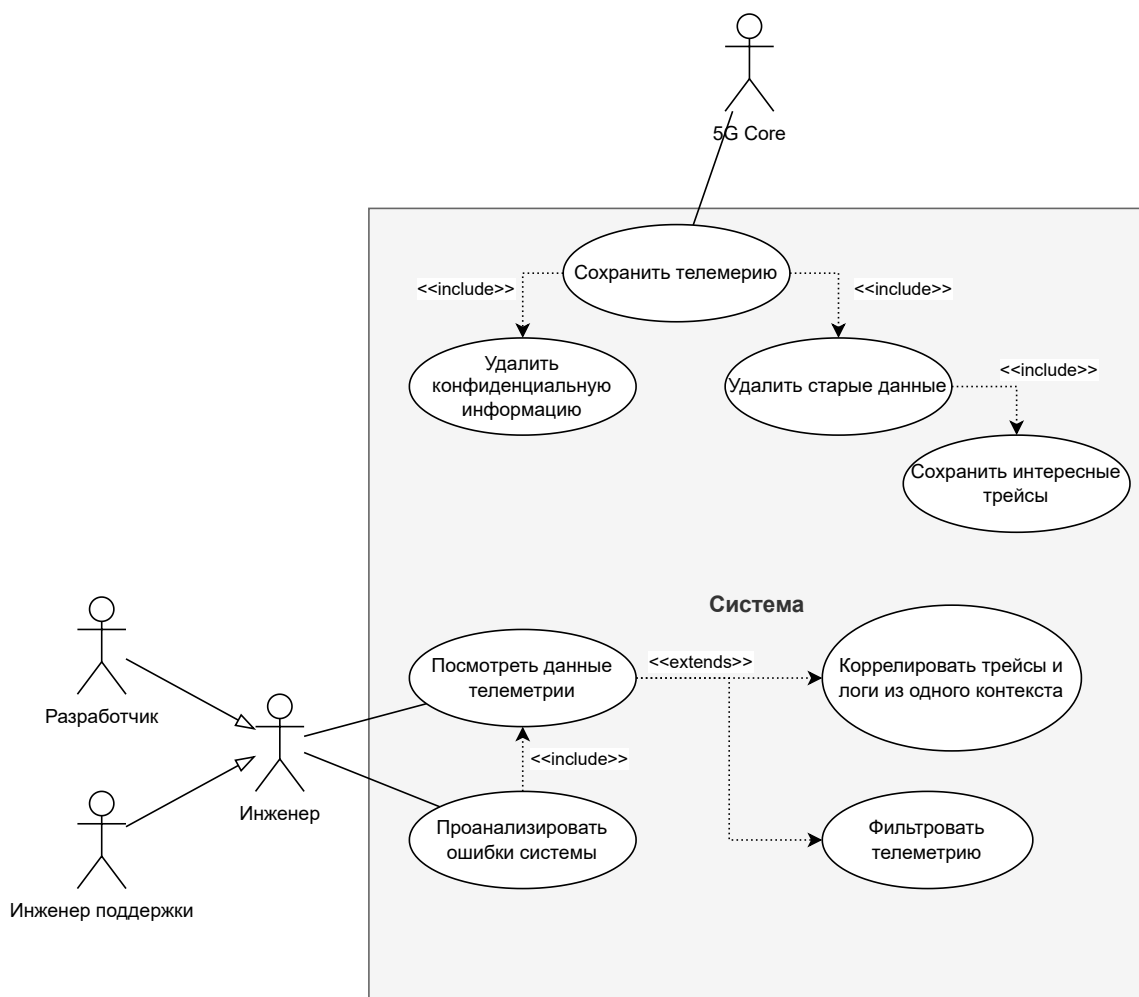 5G Core
Сохранить телемерию
<<include>>
<<include>>
Удалить
конфиденциальную
информацию
Удалить старые данные
<<include>>
Сохранить интересные
трейсы
Система
Разработчик
Инженер
Инженер поддержки
Посмотреть данные
телеметрии
<<extends>>
Коррелировать трейсы и
логи из одного контекста
<<include>>
Проанализировать
ошибки системы
Фильтровать
телеметрию